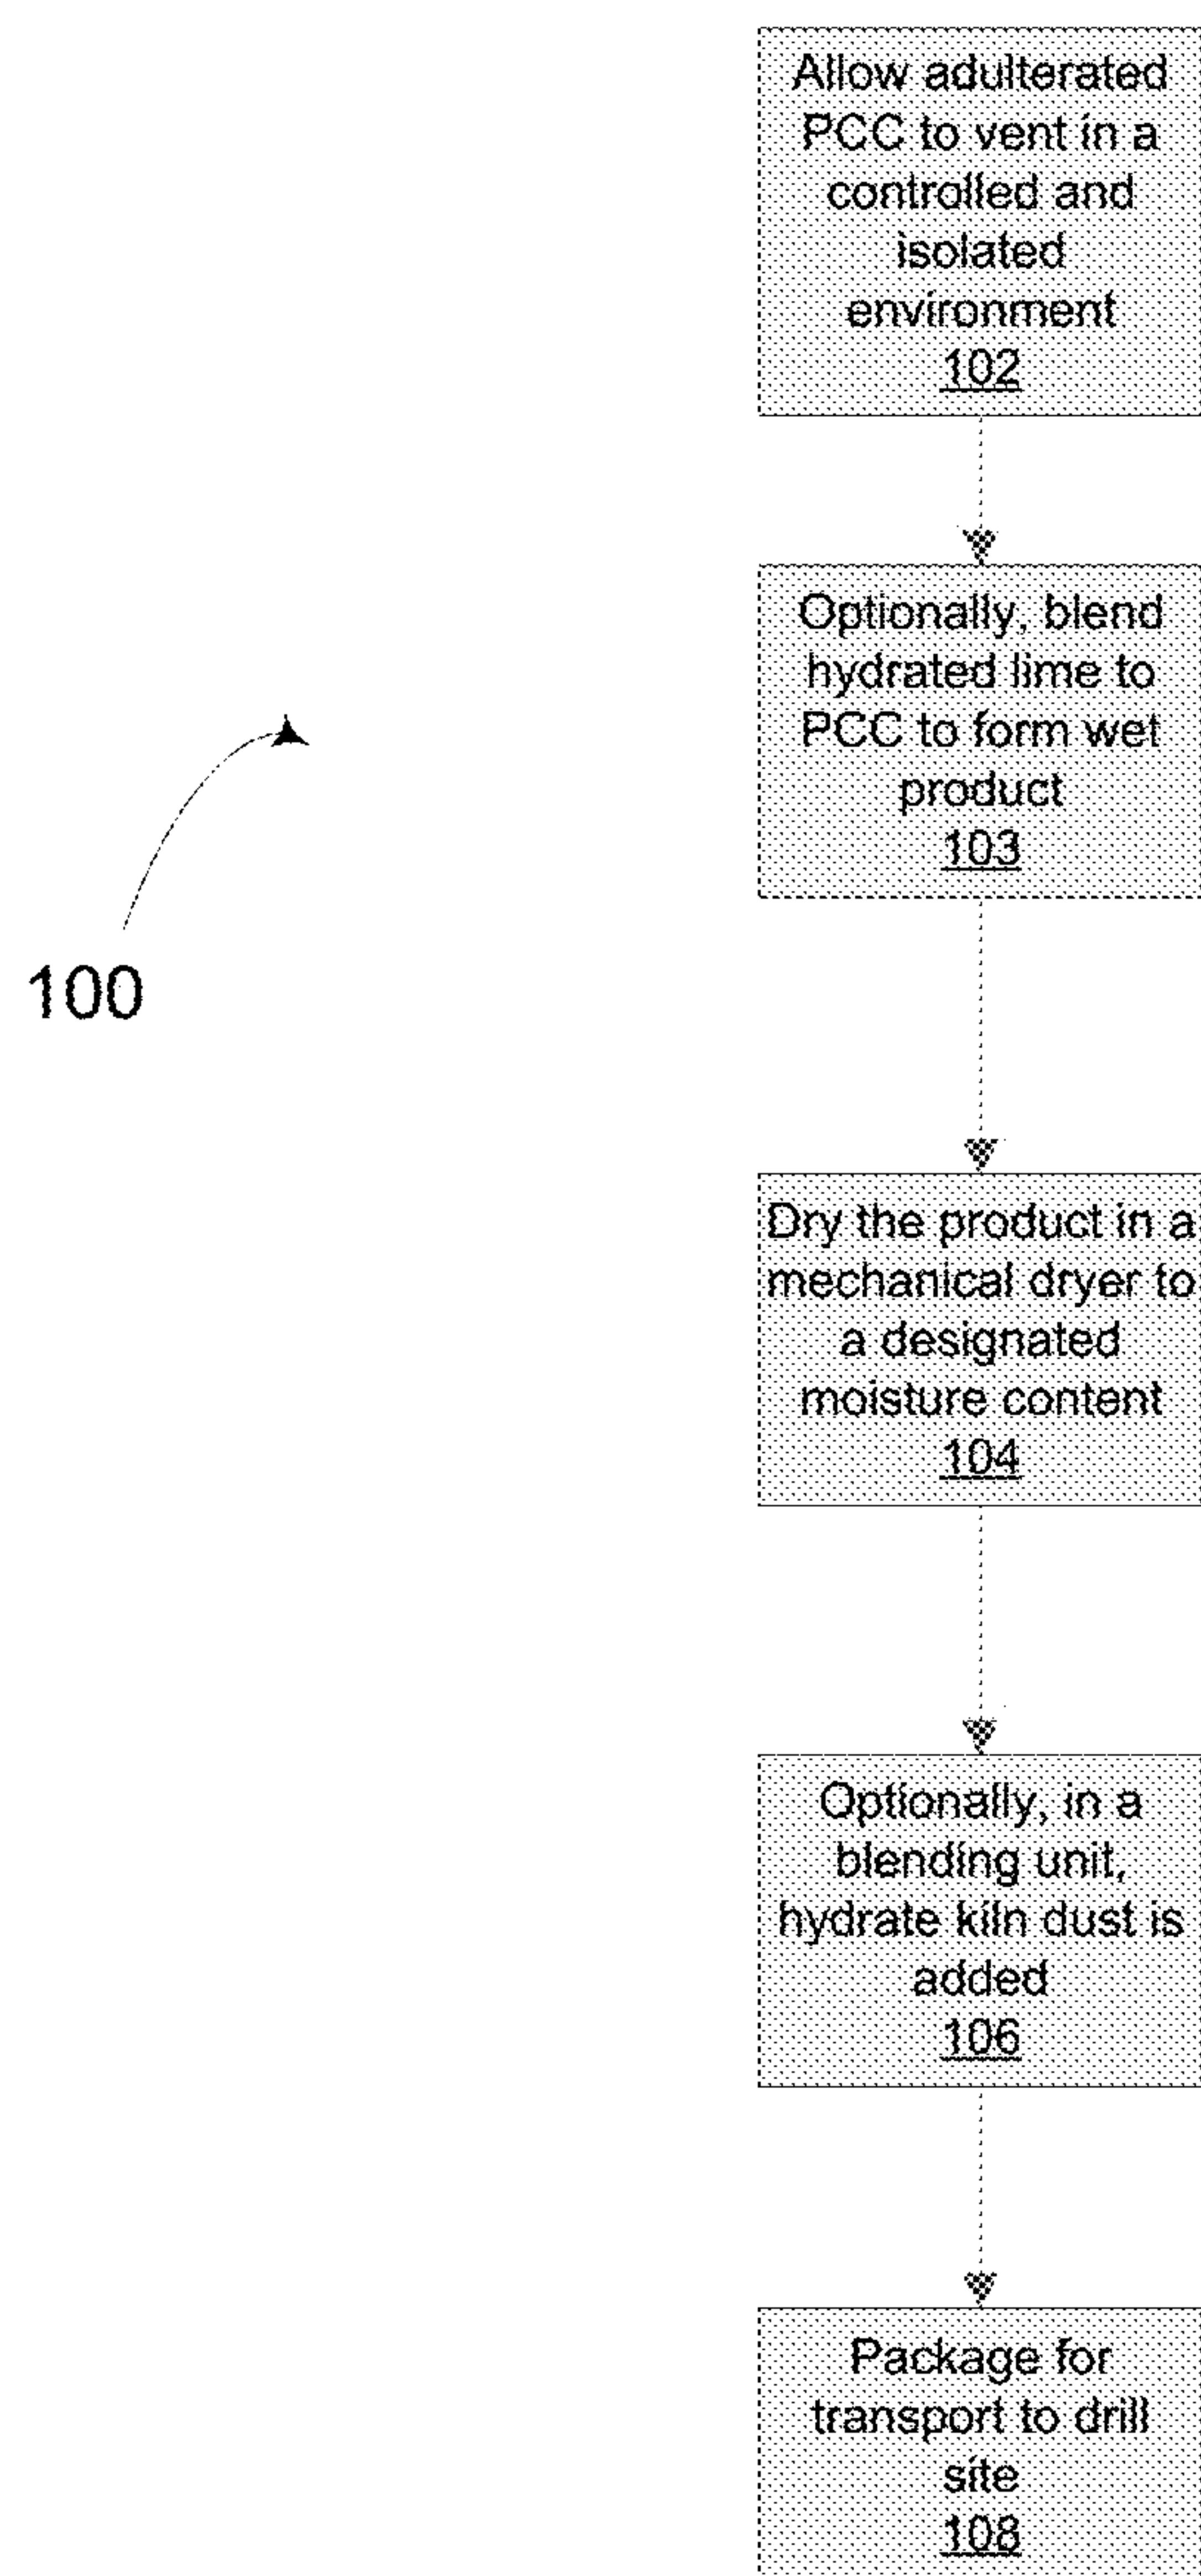 Allow adulterated
PCC to vent in a
controlled and
isolated
environment
102
Optionally, blend
hydrated lime to
PCC to form wet
product
103
100
Dry the product in a
mechanical dryer to
a designated
moisture content
104
Optionally, in a
blending unit,
hydrate kiln dust is
added
106
Package for
transport to drill
site
108